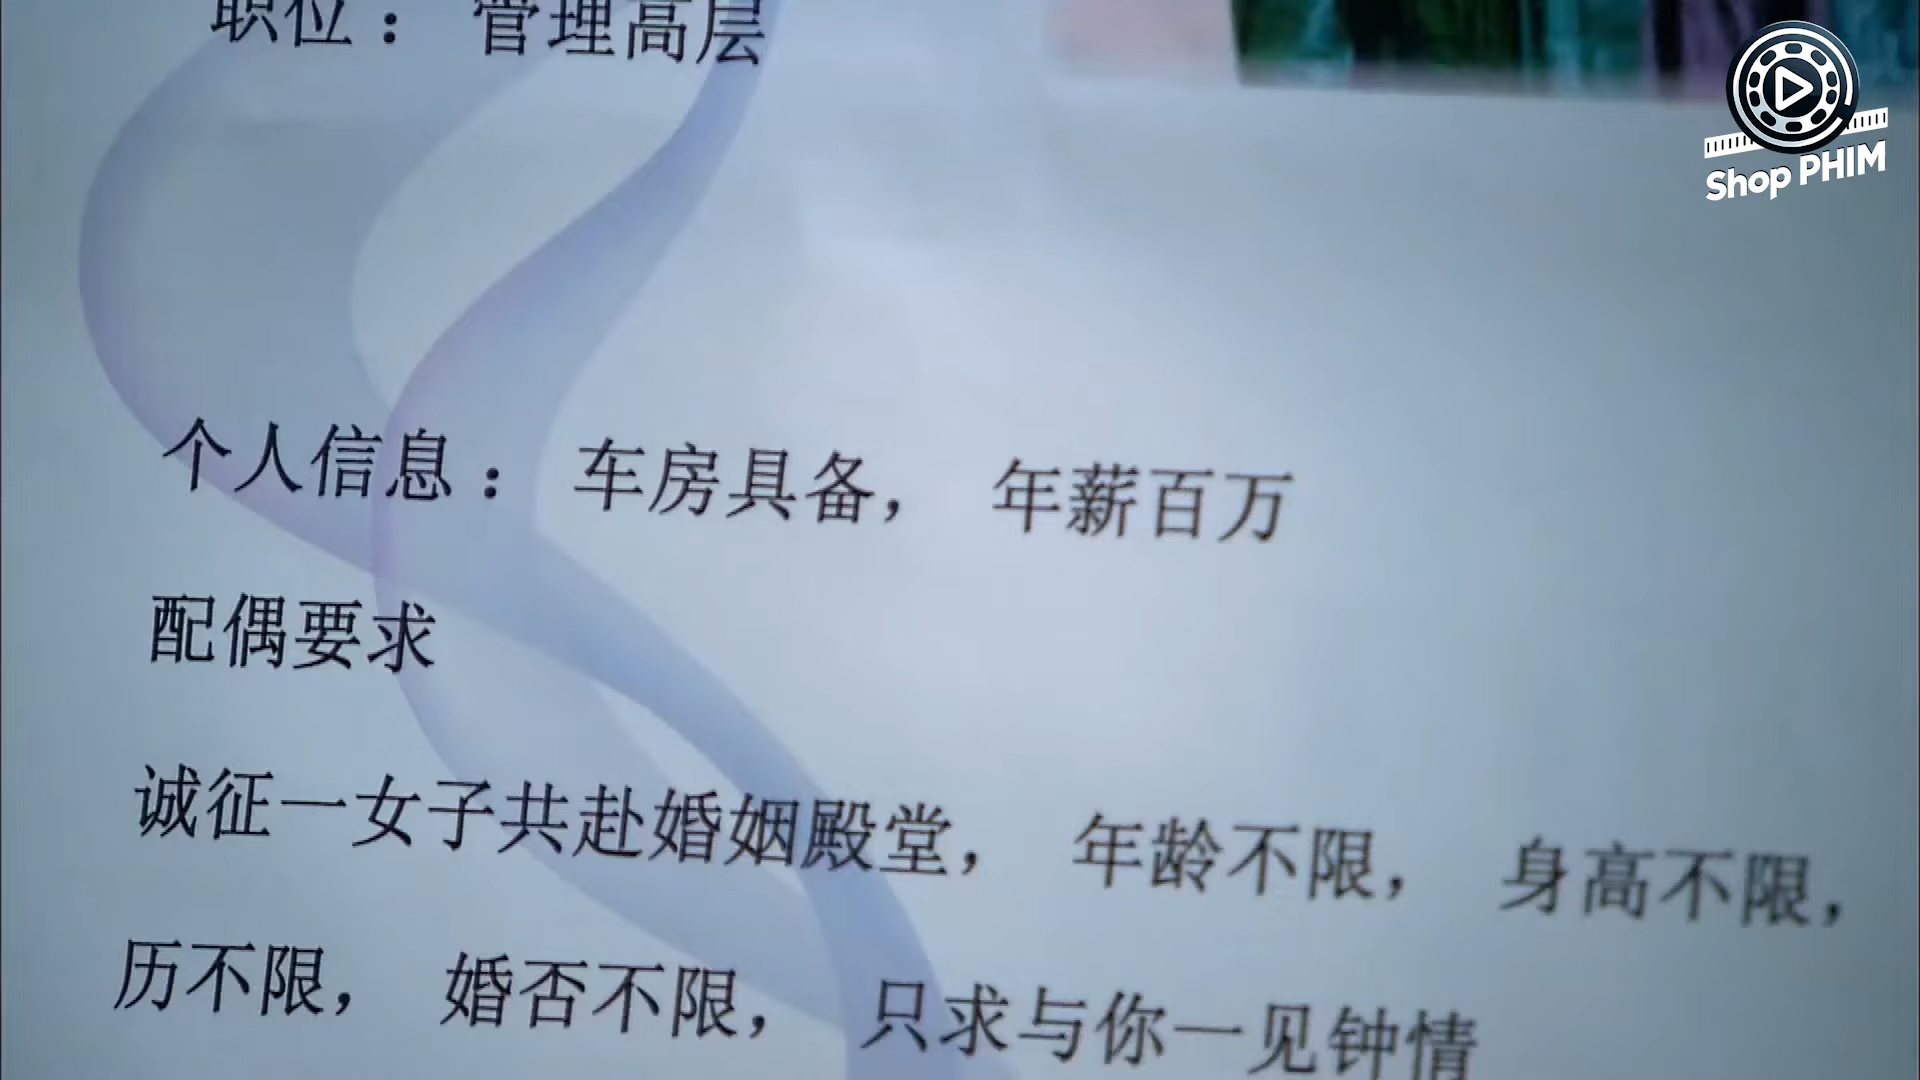 职位：管理高层
Shop PHIM
个人信息：车房具备，年薪百万
配偶要求
诚征一女子共赴婚姻殿堂，年龄不限，身高不限，
历不限，婚否不限，只求与你一见钟情